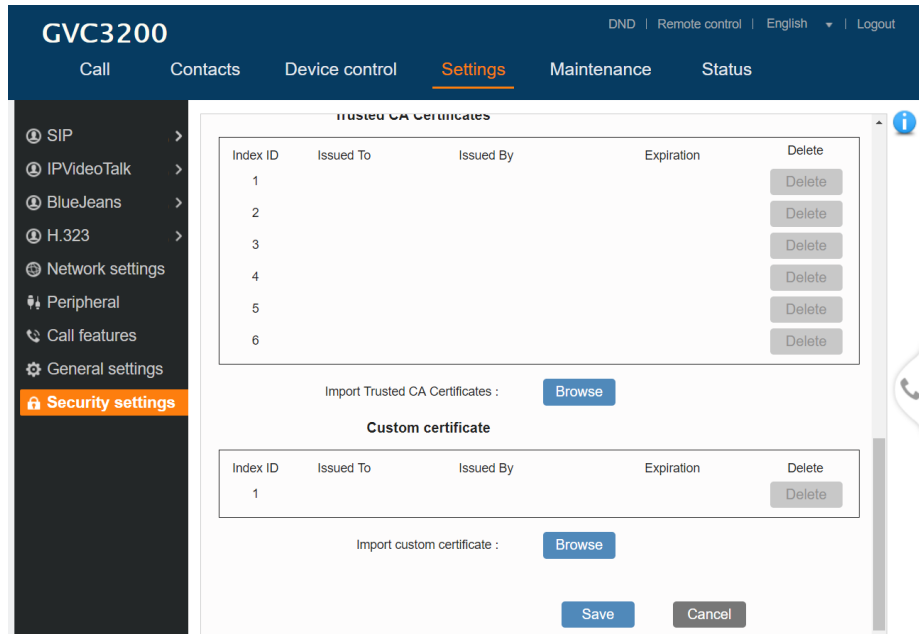 GVC3200
DND | Remote control | English | Logout
Call Contacts Device control Settings Maintenance Status
SIP
IPVideoTalk
BlueJeans
H.323
Network settings
Peripheral
Call features
General settings
Security settings
Trusted CA Certificates
Index ID Issued To Issued By Expiration Delete
1 Delete
2 Delete
3 Delete
4 Delete
5 Delete
6 Delete
Import Trusted CA Certificates : Browse
Custom certificate
Index ID Issued To Issued By Expiration Delete
1 Delete
Import custom certificate : Browse
Save Cancel